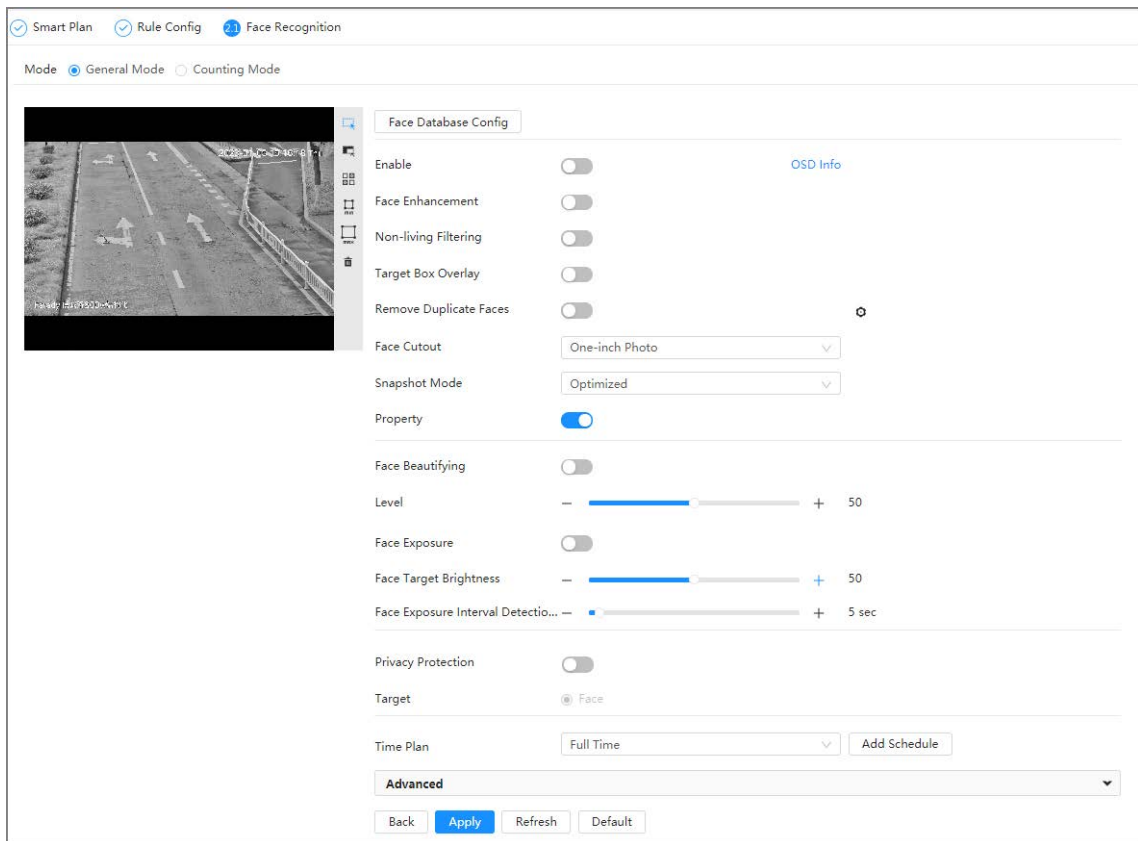 Smart Plan Rule Config 2.1 Face Recognition
Mode General Mode Counting Mode
Face Database Config
Enable OSD Info
Face Enhancement
min
Non-living Filtering
max
Target Box Overlay
Remove Duplicate Faces
Face Cutout One-inch Photo
Snapshot Mode Optimized
Property
Face Beautifying
Level 50
Face Exposure
Face Target Brightness 50
Face Exposure Interval Detectio... 5 sec
Privacy Protection
Target Face
Time Plan Full Time Add Schedule
Advanced
Back Apply Refresh Default